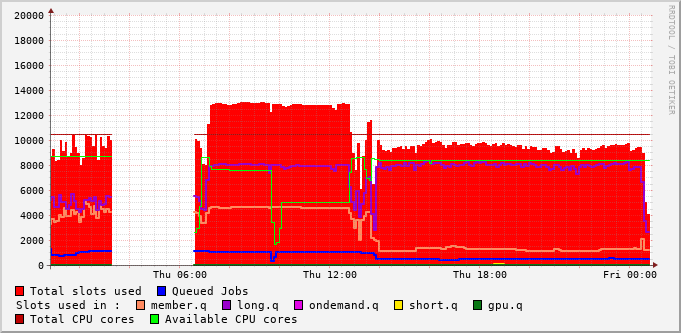 20000
18000
16000
14000
12000
10000
8000
6000
4000
2000
0
Thu 06:00 Thu 12:00 Thu 18:00 Fri 00:00
RRDTOOL / TOBI OETIKER
Total slots used Queued Jobs
Slots used in : member.q long.q ondemand.q short.q gpu.q
Total CPU cores Available CPU cores